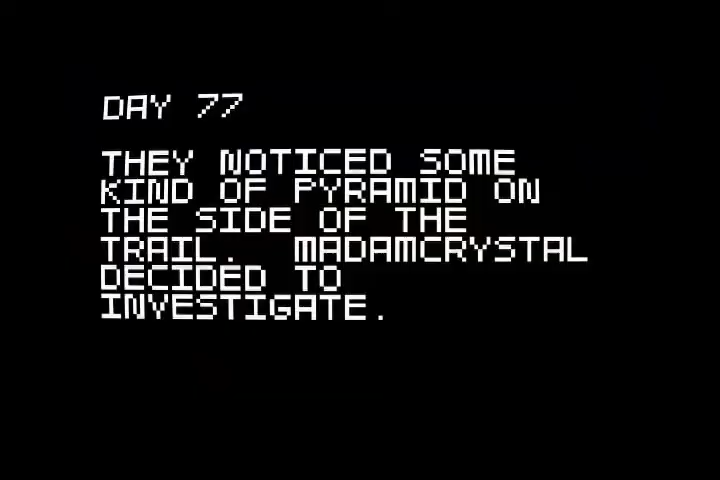 DAY 77
THEY NOTICED SOME
KIND OF PYRAMID ON
THE SIDE OF THE
TRAIL.  MADAMCRYSTAL
DECIDED TO
INVESTIGATE.